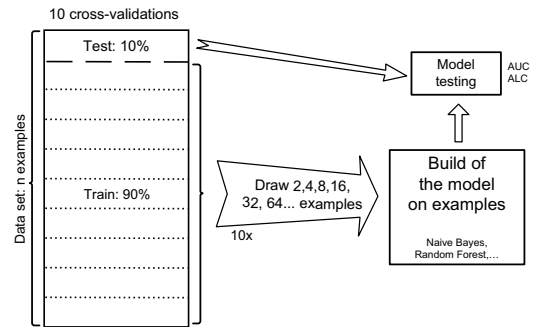 10 cross-validations
Test: 10%
Data set: n examples
Train: 90%
Draw 2,4,8,16,
32, 64... examples
10x
Model
testing
AUC
ALC
Build of
the model
on examples
Naive Bayes,
Random Forest,...